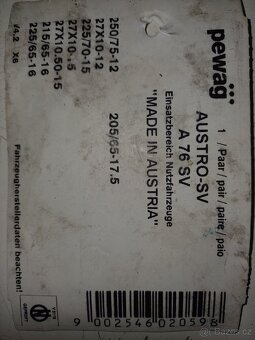 pewag
1 /Paar/pair/paire/paio
AUSTRO-SV
A 76 SV
Einsatzbereich Nutzfahrzeuge
"MADE IN AUSTRIA"
250/75-12
27X10-12
225/70-15
27X10-15
27X10,50-15
215/65-16
225/65-16
205/65-17.5
V4.2
Fahrzeugherstellerdaten beachten!
9 002546 020598